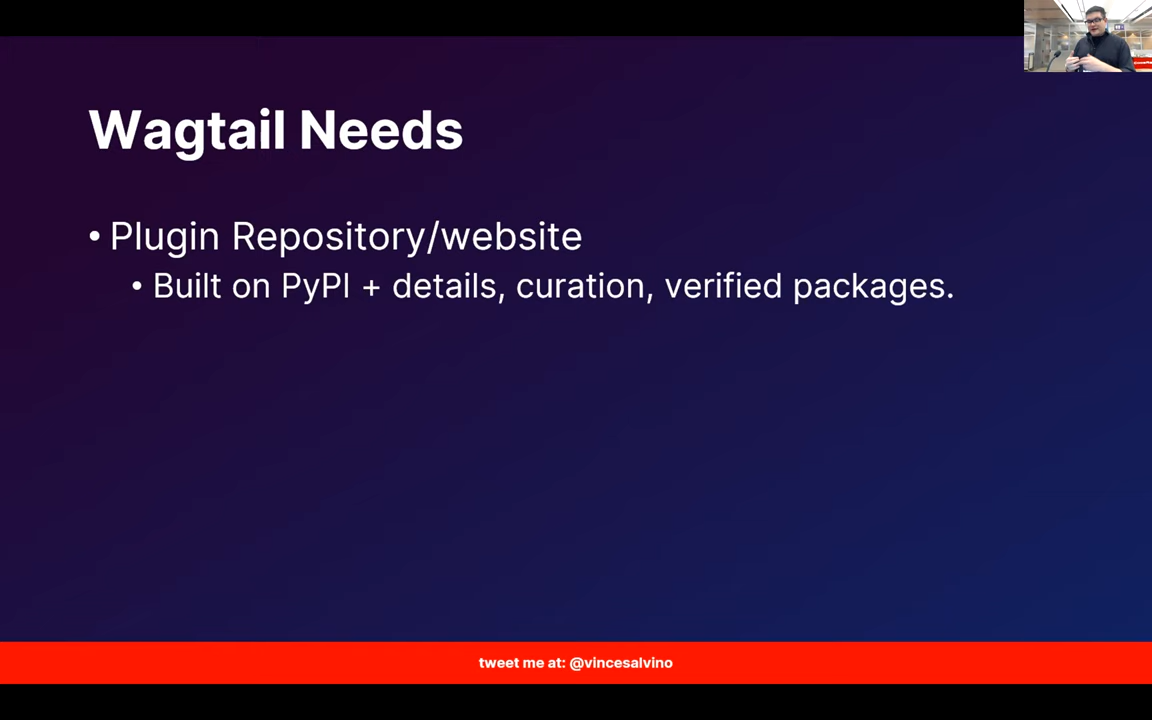 Wagtail Needs
• Plugin Repository/website
• Built on PyPI + details, curation, verified packages.
tweet me at: @vincesalvino